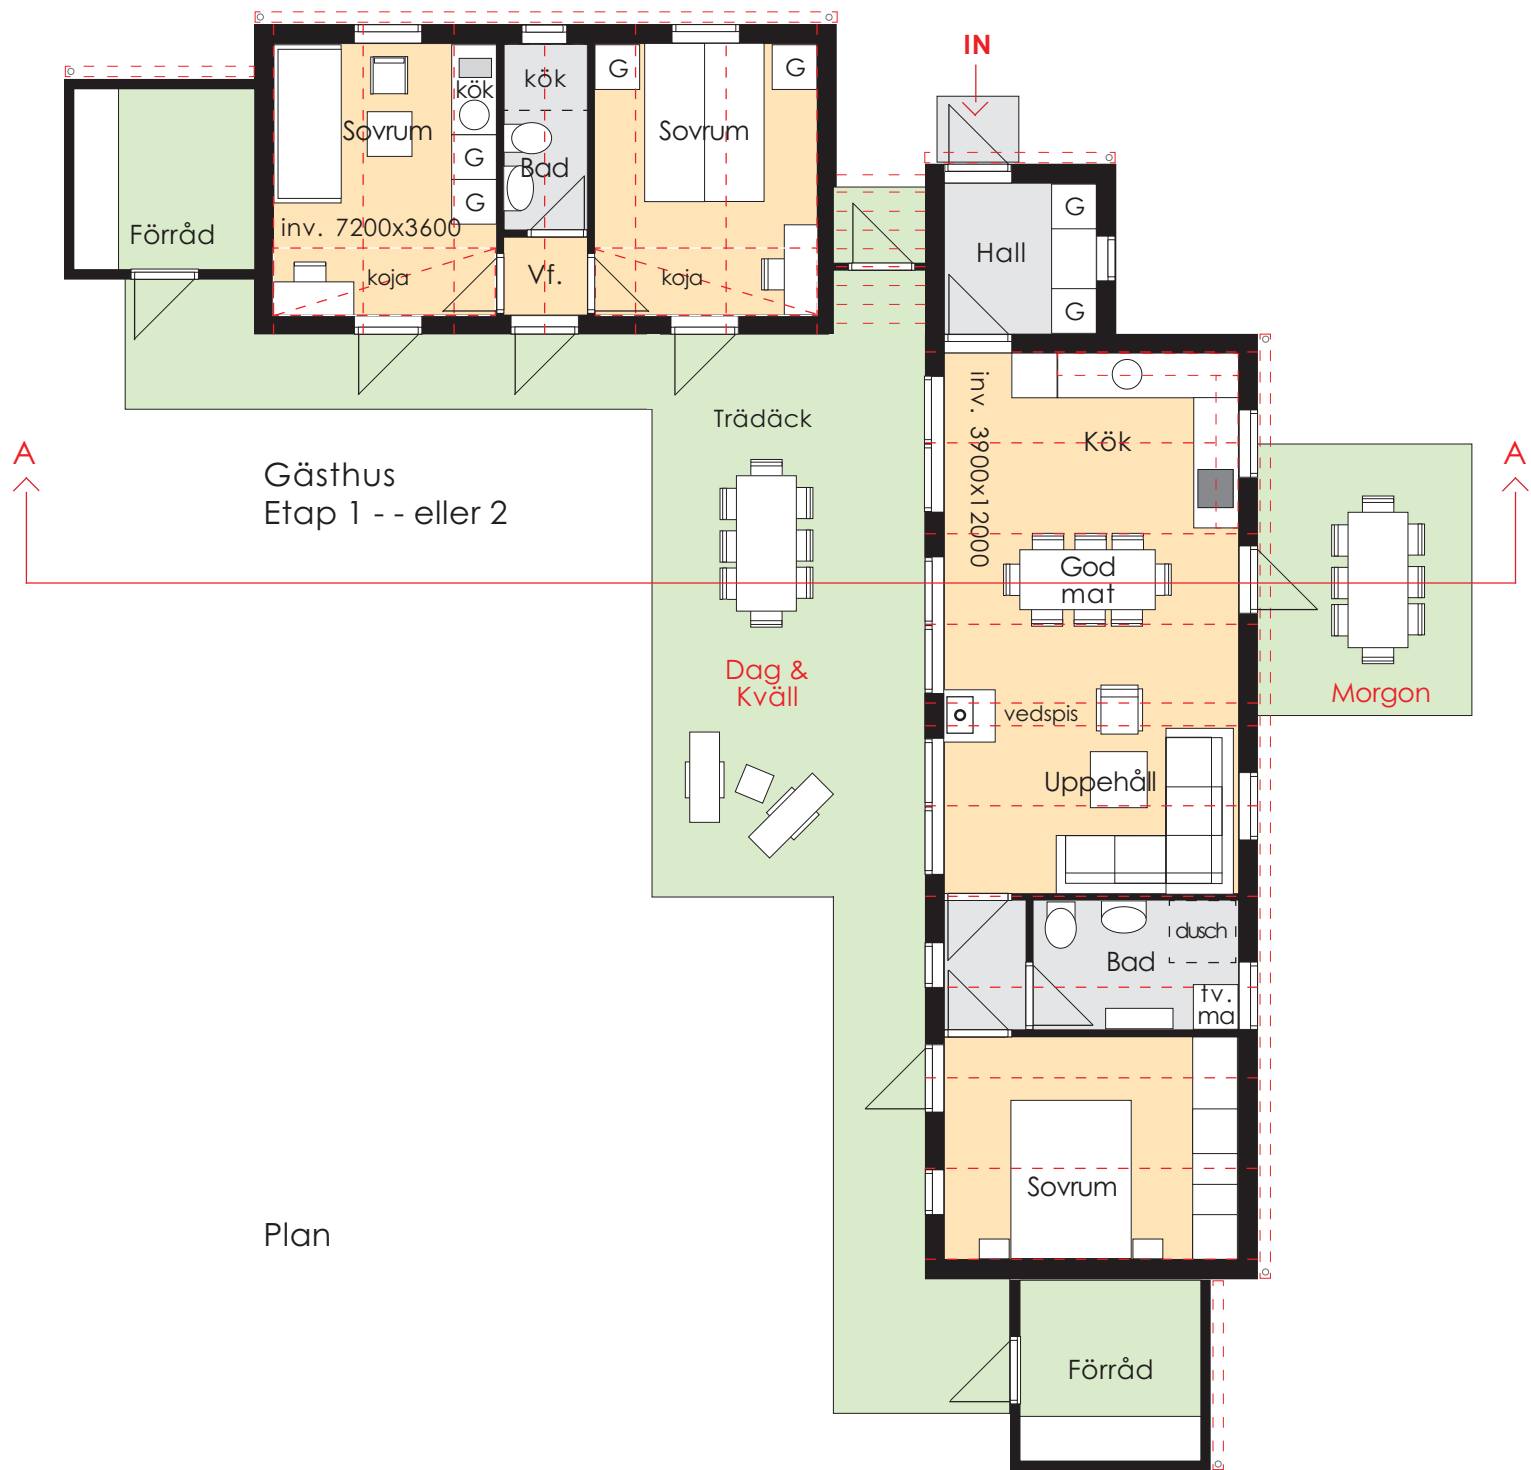 IN
kök
kök
G
G
Sovrum
Sovrum
G
Bad
G
G
inv. 7200x3600
Förråd
Hall
koja
Vf.
koja
G
inv. 3900x12000
Trädäck
Kök
A
A
Gästhus
Etap 1 - - eller 2
God
mat
Dag &
Kväll
Morgon
vedspis
Uppehåll
dusch
Bad
tv.
ma
Sovrum
Plan
Förråd